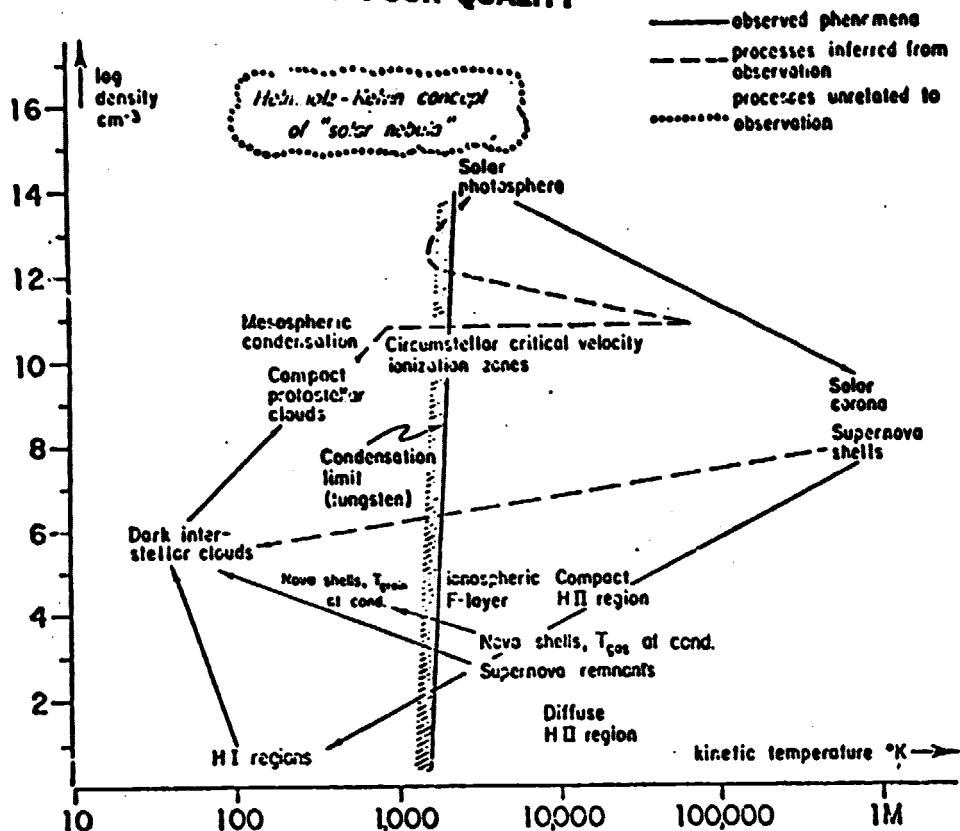 POOR QUALITY
observed phenomena
processes inferred from
observation
processes unrelated to
observation
log
density
cm-3
-Kelvin concept
of "solar nebula"
Solar
photosphere
Mesospheric
condensation
Circumstellar critical velocity
ionization zones
Compact
protostellar
clouds
Solar
corona
Supernova
shells
Condensation
limit
(tungsten)
Dark inter-
stellar clouds
Nova shells, Tgrain
at cond.
ionospheric
F-layer
Compact
H II region
Nova shells, Tgas at cond.
Supernova remnants
Diffuse
H II region
H I regions
kinetic temperature °K
16
14
12
10
8
6
4
2
10
100
1,000
10,000
100,000
1M